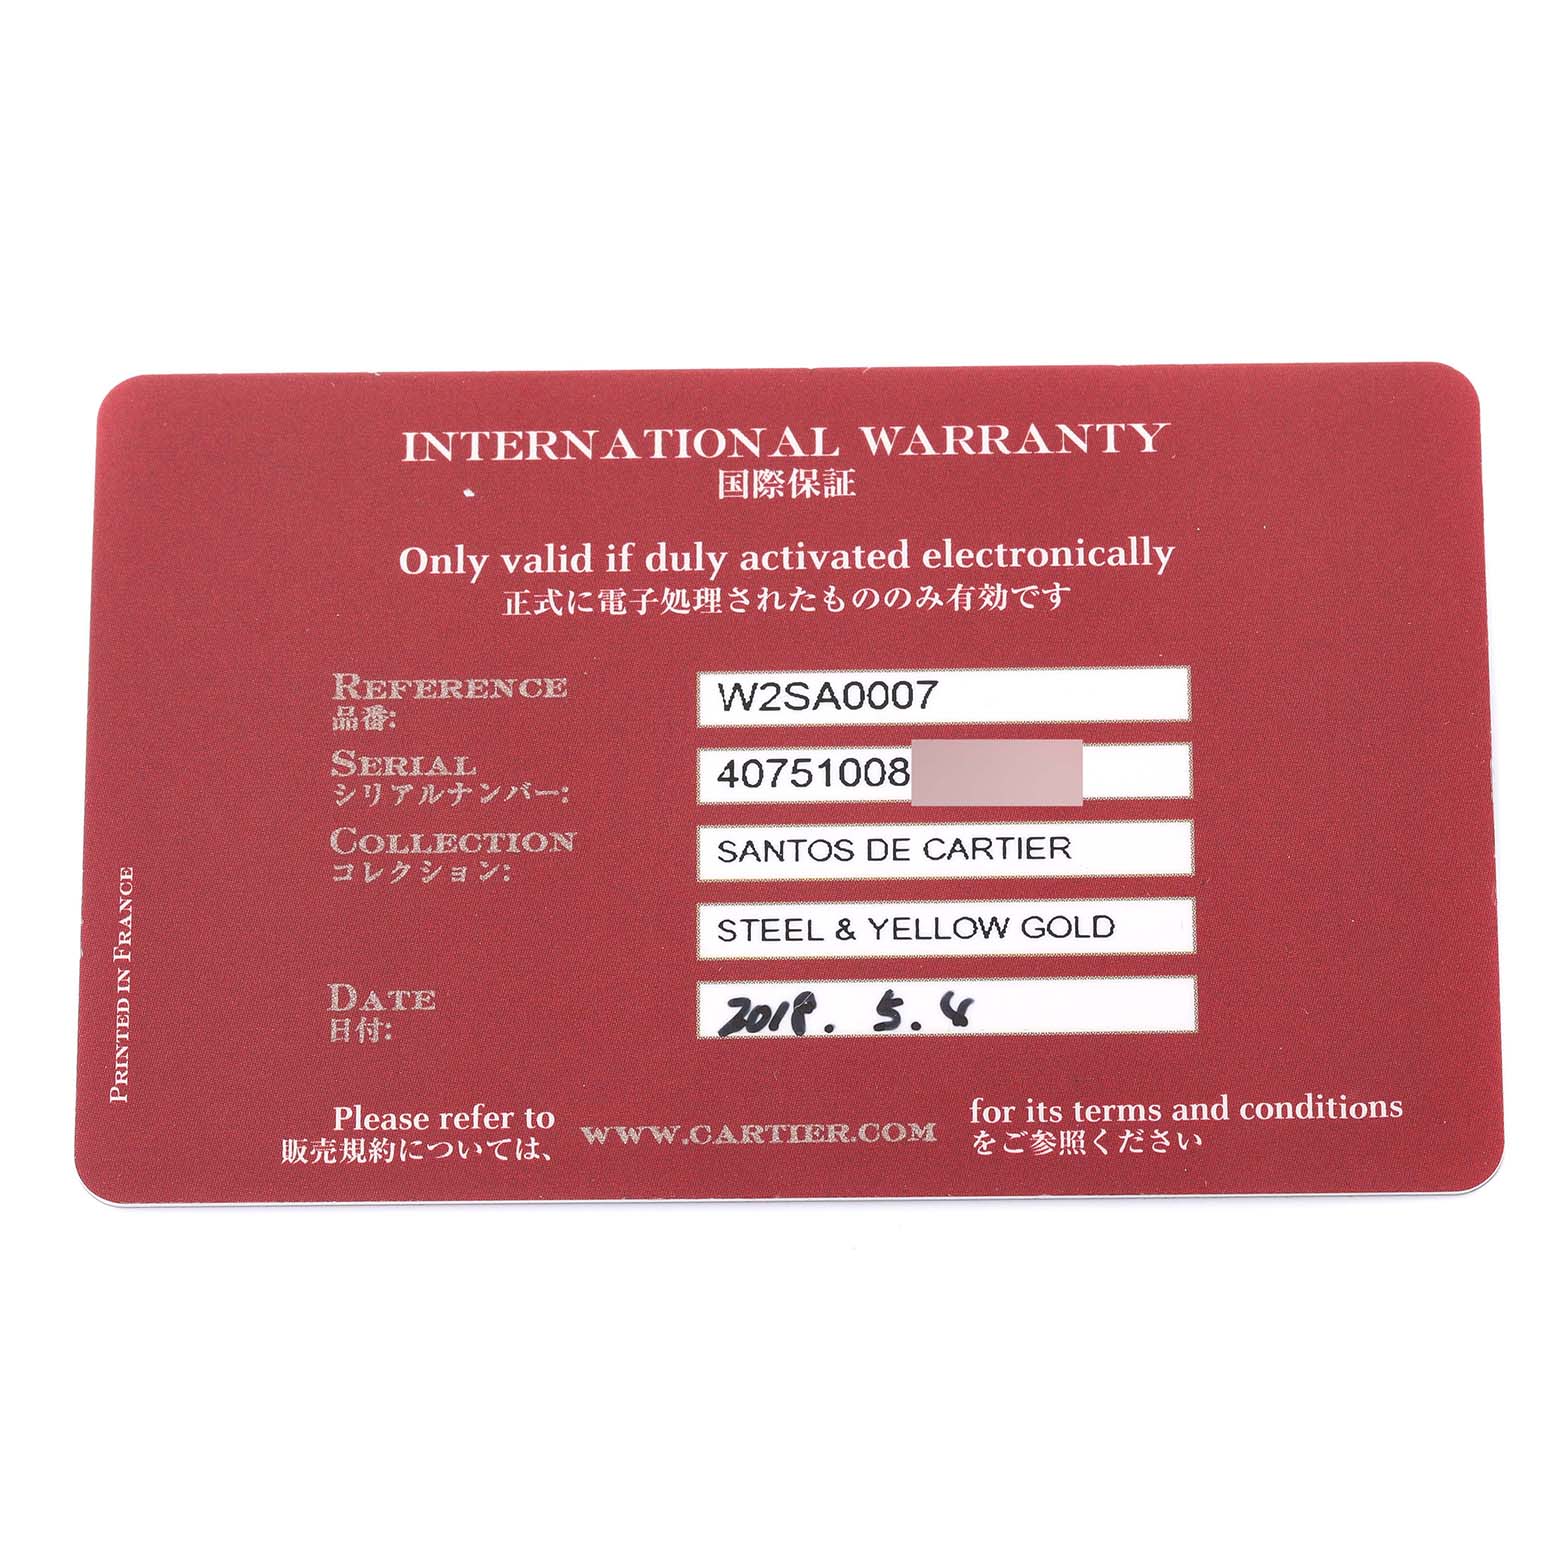 INTERNATIONAL WARRANTY
国際保証
Only valid if duly activated electronically
正式に電子処理されたもののみ有効です
REFERENCE W2SA0007
品番:
SERIAL 40751008
シリアルナンバー:
COLLECTION SANTOS DE CARTIER
コレクション:
STEEL & YELLOW GOLD
DATE 2018. 5. 4
日付:
Please refer to WWW.CARTIER.COM for its terms and conditions
販売規約については、 をご参照ください
PRINTED IN FRANCE